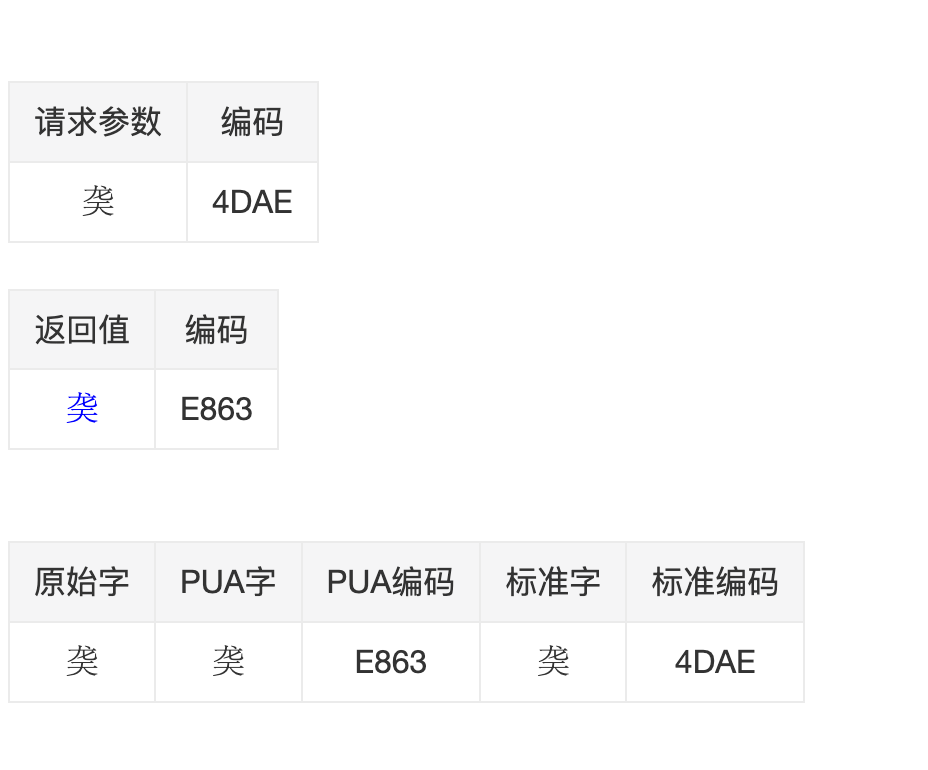 请求参数 编码
䶮 4DAE
返回值 编码
䶮 E863
原始字 PUA字 PUA编码 标准字 标准编码
䶮 䶮 E863 䶮 4DAE